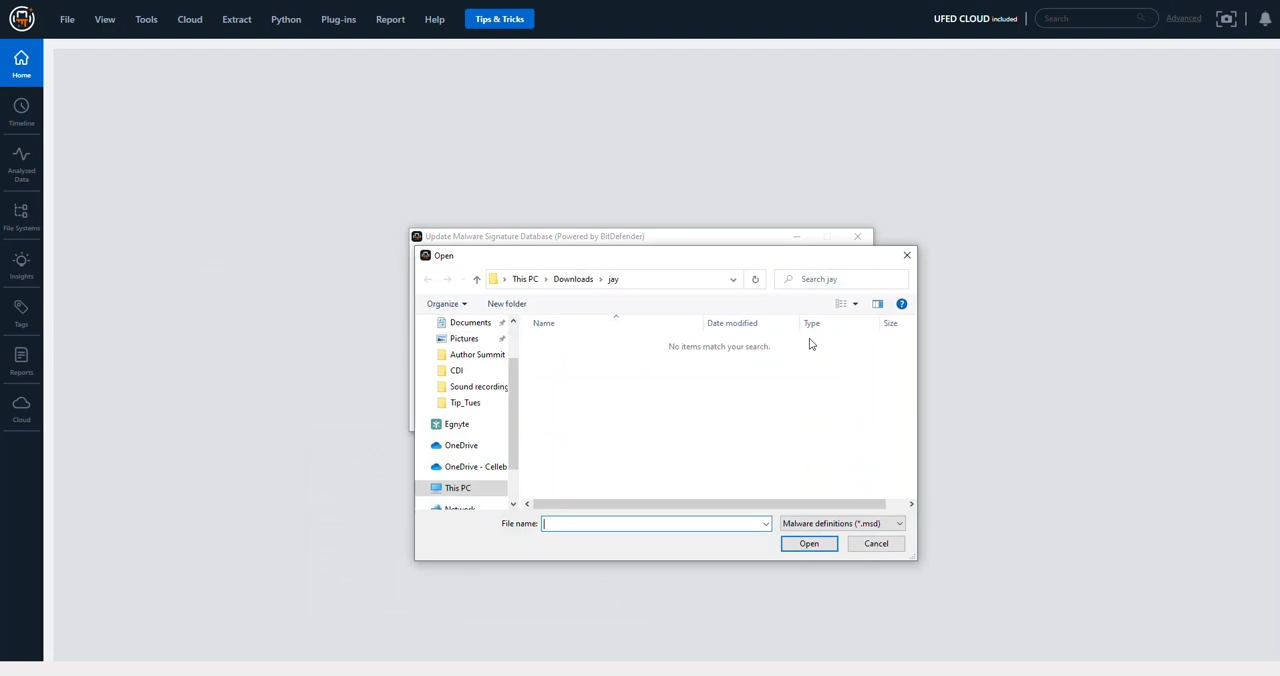 File View Tools Cloud Extract Python Plug-ins Report Help Tips & Tricks UFED CLOUD included Search Advanced
Home
Timeline
Analyzed
Data
File Systems
Insights
Tags
Reports
Cloud
Update Malware Signature Database (Powered by BitDefender)
Open
This PC › Downloads › jay Search jay
Organize New folder
Name Date modified Type Size
No items match your search.
Documents
Pictures
Author Summit
CDI
Sound recording
Tip_Tues
Egnyte
OneDrive
OneDrive - Celleb
This PC
Network
File name: Malware definitions (*.msd)
Open Cancel